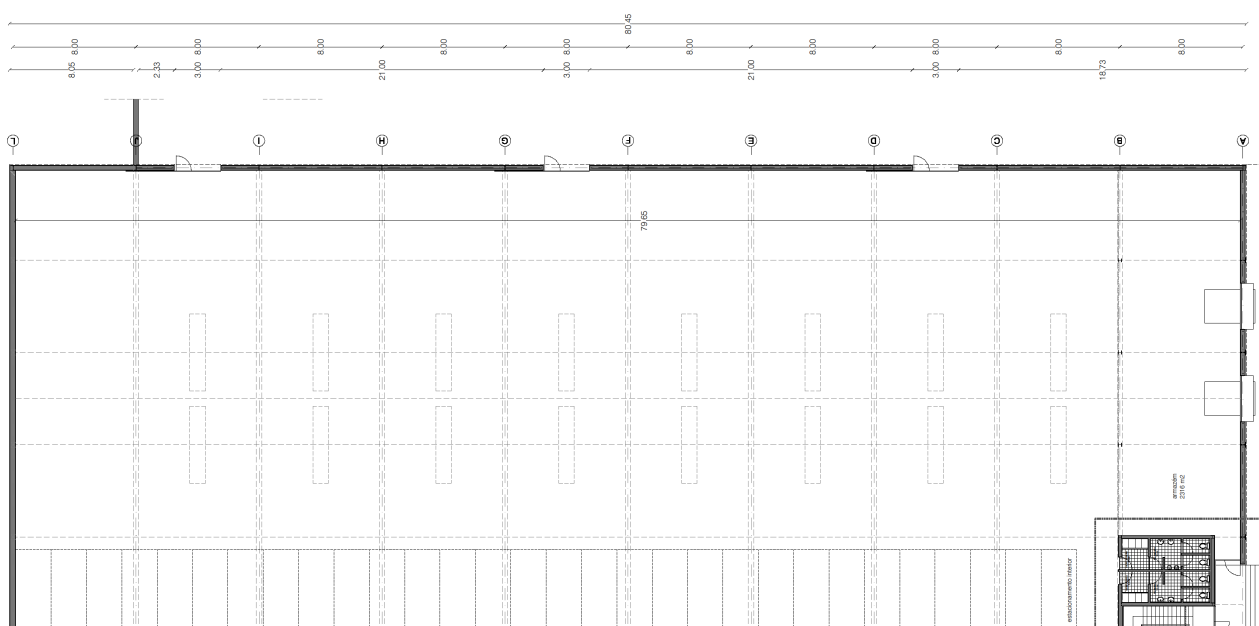 80.45
8.00 8.00 8.00 8.00 8.00 8.00 8.00 8.00 8.00 8.00
8.05 2.33 3.00 21.00 3.00 21.00 3.00 18.73
L J I H G F E D C B A
79.65
armazém
2316 m2
estacionamento interior